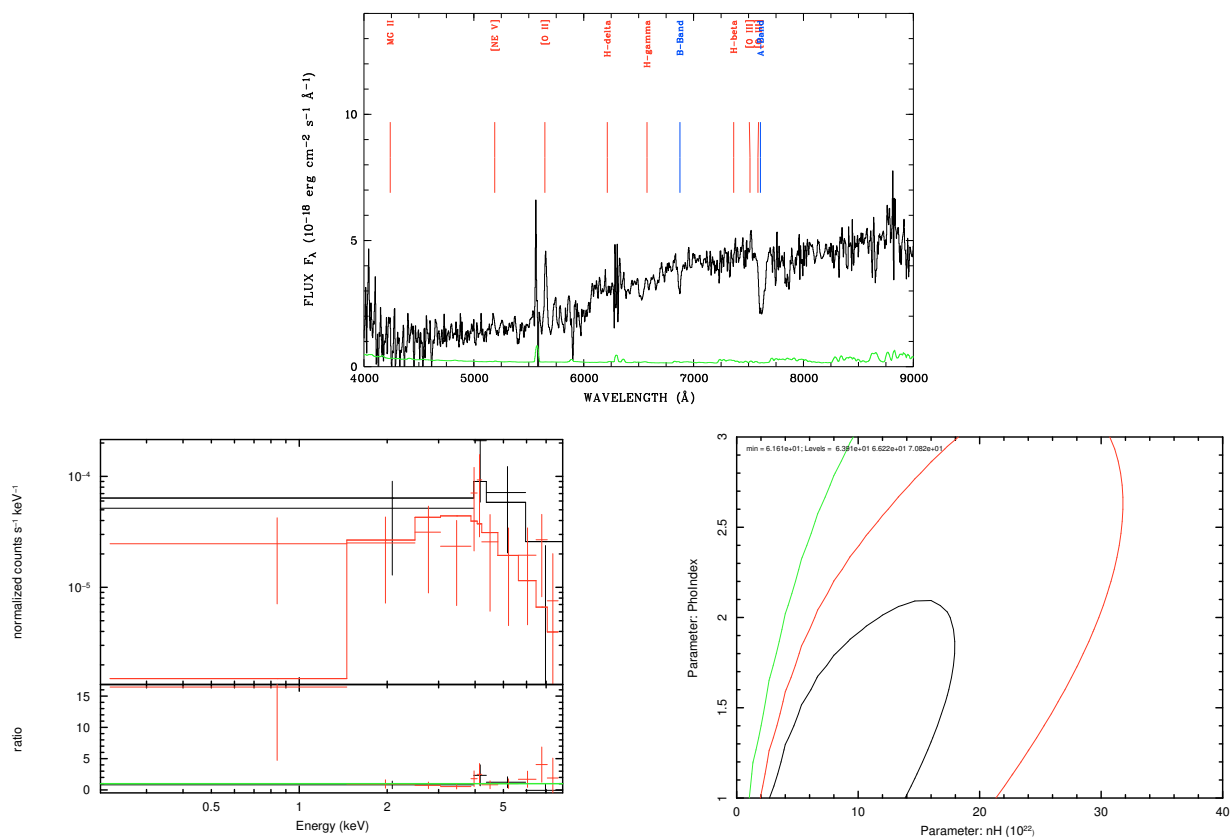 MG II
[NE V]
[O II]
H-delta
H-gamma
B-Band
H-beta
[O III]
A-Band
FLUX Fλ (10−18 erg cm−2 s−1 Å−1)
10
5
0
4000 5000 6000 7000 8000 9000
WAVELENGTH (Å)
normalized counts s−1 keV−1
10−4
10−5
ratio
15
10
5
0
0.5 1 2 5
Energy (keV)
min = 6.161e+01; Levels = 6.391e+01 6.622e+01 7.082e+01
Parameter: PhoIndex
3
2.5
2
1.5
1
0 10 20 30 40
Parameter: nH (10²²)